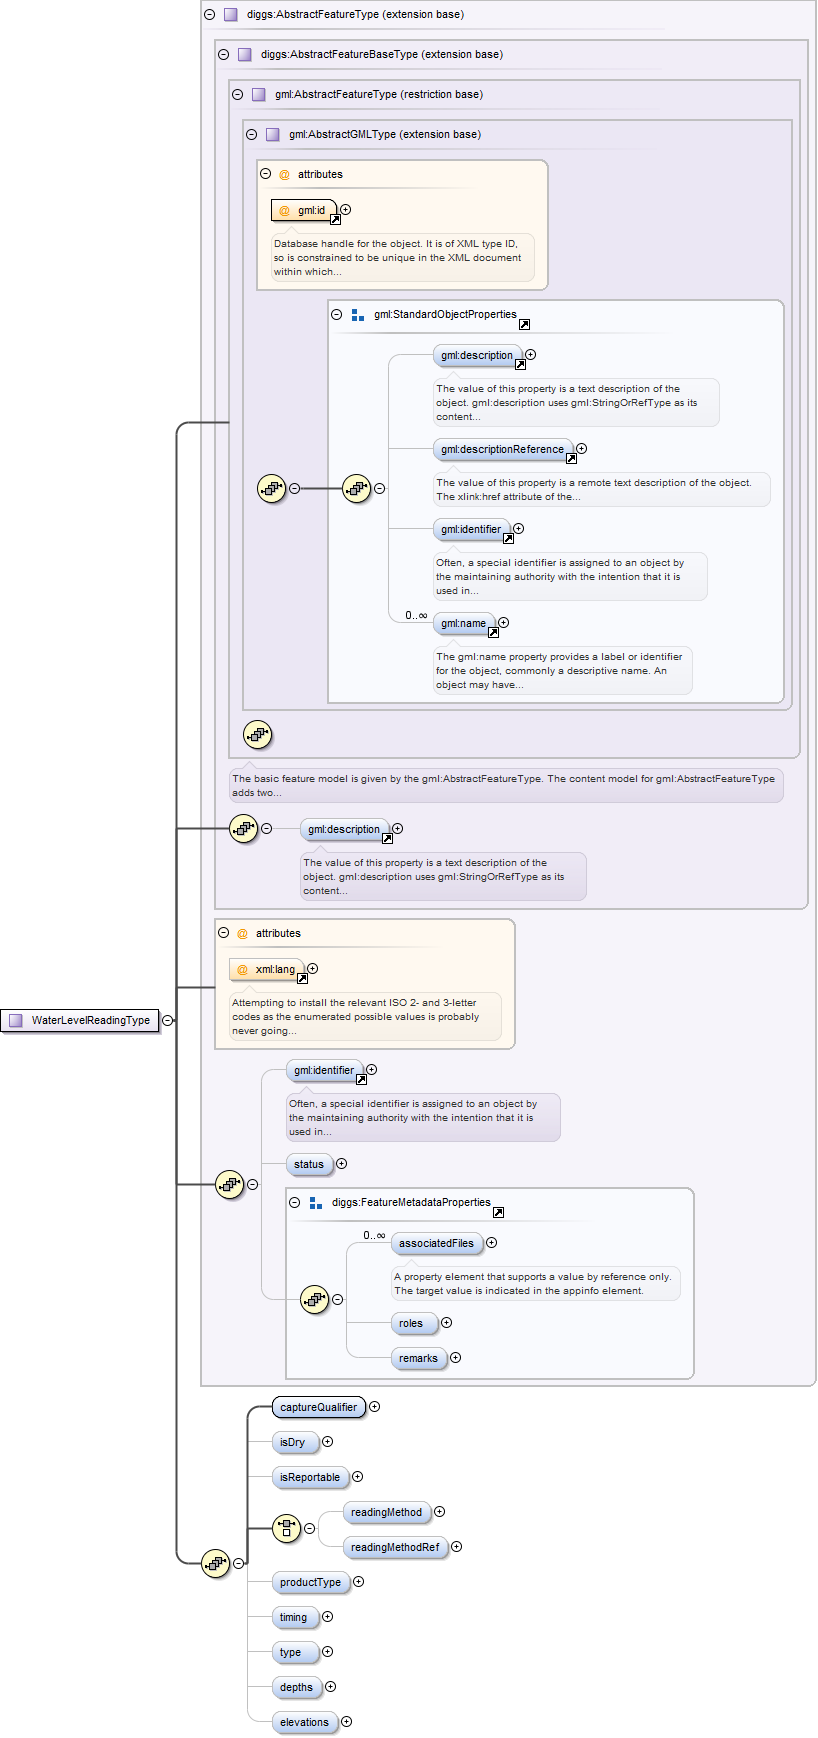 diggs:AbstractFeatureType (extension base)
diggs:AbstractFeatureBaseType (extension base)
gml:AbstractFeatureType (restriction base)
gml:AbstractGMLType (extension base)
@ attributes
@ gml:id
Database handle for the object. It is of XML type ID,
so is constrained to be unique in the XML document
within which...
gml:StandardObjectProperties
gml:description
The value of this property is a text description of the
object. gml:description uses gml:StringOrRefType as its
content...
gml:descriptionReference
The value of this property is a remote text description of the object.
The xlink:href attribute of the...
gml:identifier
Often, a special identifier is assigned to an object by
the maintaining authority with the intention that it is
used in...
0..∞
gml:name
The gml:name property provides a label or identifier
for the object, commonly a descriptive name. An
object may have...
The basic feature model is given by the gml:AbstractFeatureType. The content model for gml:AbstractFeatureType
adds two...
gml:description
The value of this property is a text description of the
object. gml:description uses gml:StringOrRefType as its
content...
@ attributes
@ xml:lang
Attempting to install the relevant ISO 2- and 3-letter
codes as the enumerated possible values is probably
never going...
WaterLevelReadingType
gml:identifier
Often, a special identifier is assigned to an object by
the maintaining authority with the intention that it is
used in...
status
diggs:FeatureMetadataProperties
0..∞
associatedFiles
A property element that supports a value by reference only.
The target value is indicated in the appinfo element.
roles
remarks
captureQualifier
isDry
isReportable
readingMethod
readingMethodRef
productType
timing
type
depths
elevations